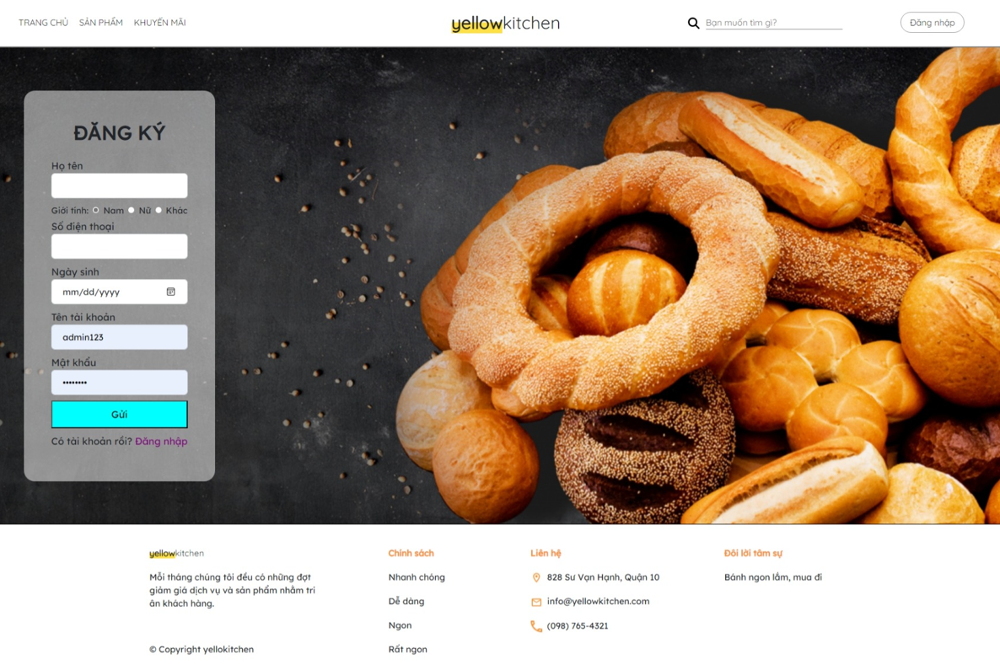 TRANG CHỦ SẢN PHẨM KHUYẾN MÃI
yellowkitchen
Bạn muốn tìm gì?
Đăng nhập
ĐĂNG KÝ
Họ tên
Giới tính: Nam Nữ Khác
Số điện thoại
Ngày sinh
mm/dd/yyyy
Tên tài khoản
admin123
Mật khẩu
••••••••
Gửi
Có tài khoản rồi? Đăng nhập
yellowkitchen
Mỗi tháng chúng tôi đều có những đợt
giảm giá dịch vụ và sản phẩm nhằm tri
ân khách hàng.
© Copyright yellokitchen
Chính sách
Nhanh chóng
Dễ dàng
Ngon
Rất ngon
Liên hệ
828 Sư Vạn Hạnh, Quận 10
info@yellowkitchen.com
(098) 765-4321
Đôi lời tâm sự
Bánh ngon lắm, mua đi